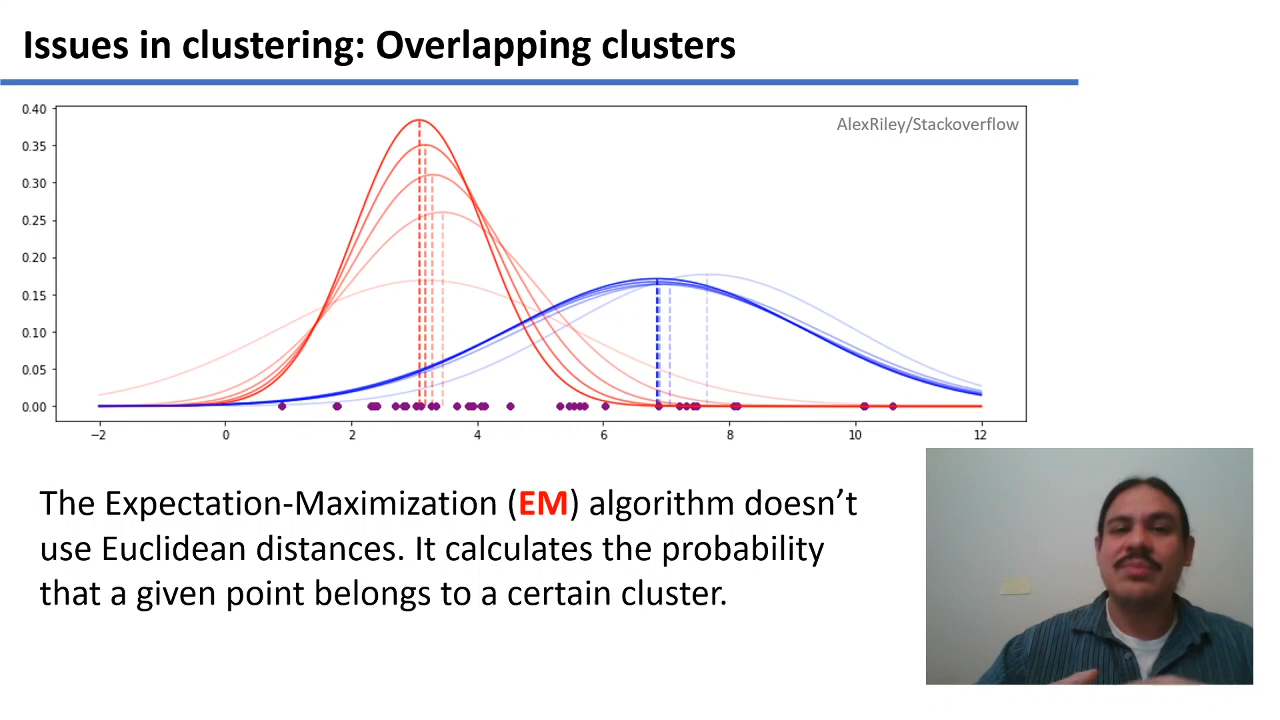 Issues in clustering: Overlapping clusters
AlexRiley/Stackoverflow
0.40
0.35
0.30
0.25
0.20
0.15
0.10
0.05
0.00
−2 0 2 4 6 8 10 12
The Expectation-Maximization (EM) algorithm doesn’t
use Euclidean distances. It calculates the probability
that a given point belongs to a certain cluster.